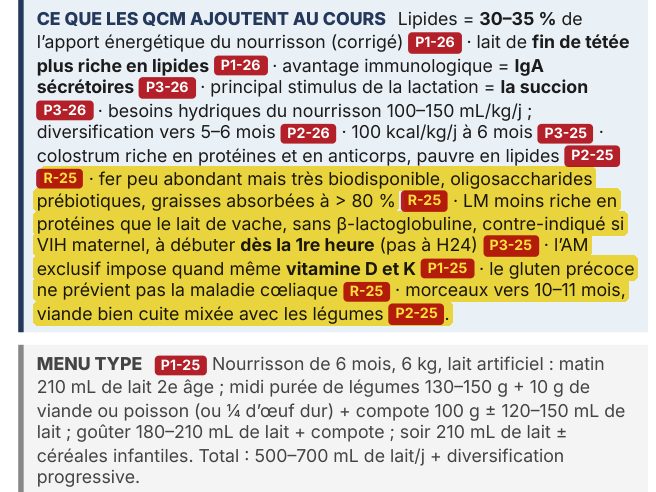 CE QUE LES QCM AJOUTENT AU COURS Lipides = 30–35 % de
l’apport énergétique du nourrisson (corrigé) P1-26 · lait de fin de tétée
plus riche en lipides P1-26 · avantage immunologique = IgA
sécrétoires P3-26 · principal stimulus de la lactation = la succion
P3-26 · besoins hydriques du nourrisson 100–150 mL/kg/j ;
diversification vers 5–6 mois P2-26 · 100 kcal/kg/j à 6 mois P3-25 ·
colostrum riche en protéines et en anticorps, pauvre en lipides P2-25
R-25 · fer peu abondant mais très biodisponible, oligosaccharides
prébiotiques, graisses absorbées à > 80 % R-25 · LM moins riche en
protéines que le lait de vache, sans β-lactoglobuline, contre-indiqué si
VIH maternel, à débuter dès la 1re heure (pas à H24) P3-25 · l’AM
exclusif impose quand même vitamine D et K P1-25 · le gluten précoce
ne prévient pas la maladie cœliaque R-25 · morceaux vers 10–11 mois,
viande bien cuite mixée avec les légumes P2-25.
MENU TYPE P1-25 Nourrisson de 6 mois, 6 kg, lait artificiel : matin
210 mL de lait 2e âge ; midi purée de légumes 130–150 g + 10 g de
viande ou poisson (ou ¼ d’œuf dur) + compote 100 g ± 120–150 mL de
lait ; goûter 180–210 mL de lait + compote ; soir 210 mL de lait ±
céréales infantiles. Total : 500–700 mL de lait/j + diversification
progressive.